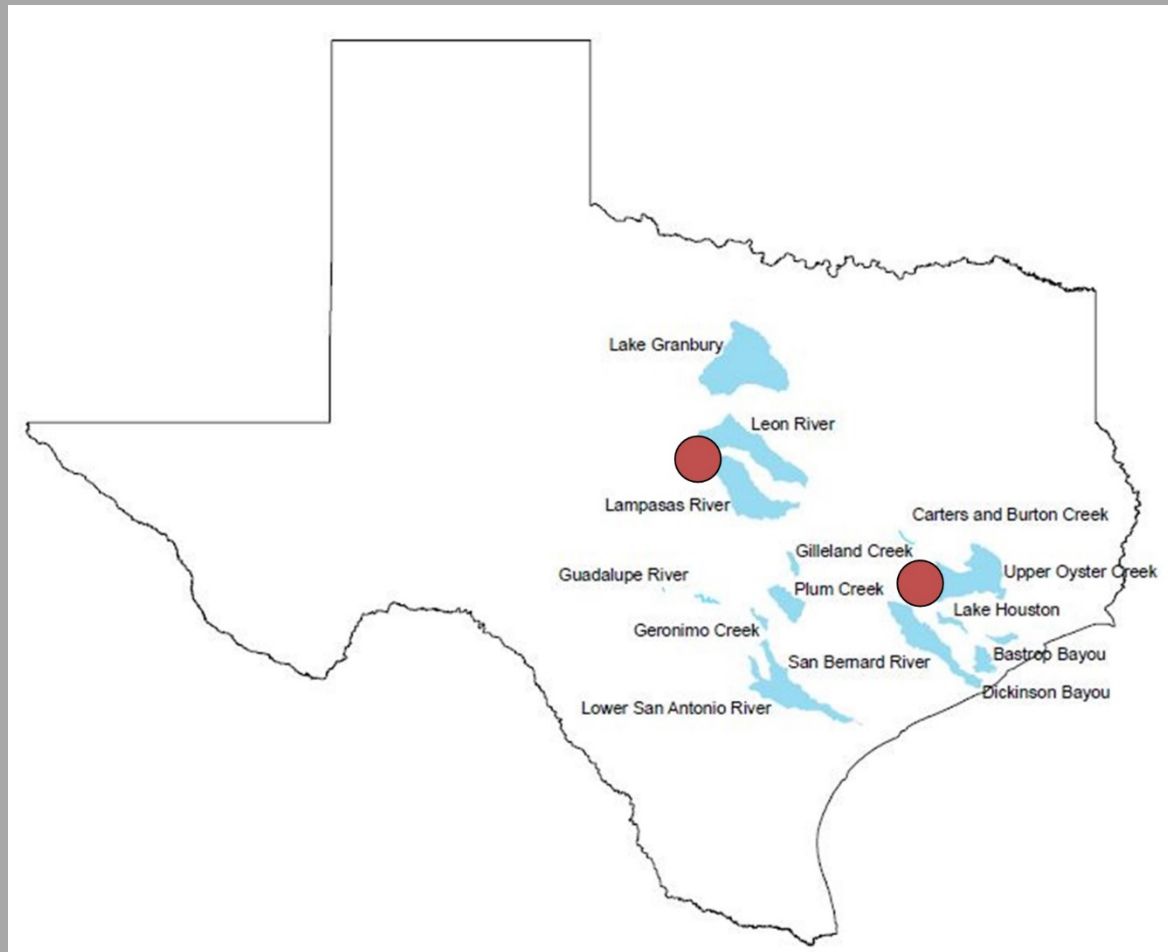 Lake Granbury
Leon River
Lampasas River
Carters and Burton Creek
Gilleland Creek
Upper Oyster Creek
Guadalupe River
Plum Creek
Lake Houston
Geronimo Creek
Bastrop Bayou
San Bernard River
Dickinson Bayou
Lower San Antonio River